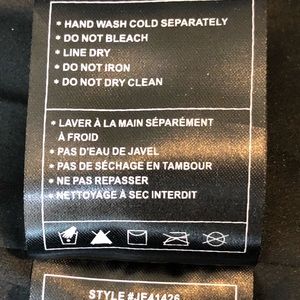 • HAND WASH COLD SEPARATELY
• DO NOT BLEACH
• LINE DRY
• DO NOT IRON
• DO NOT DRY CLEAN
• LAVER À LA MAIN SÉPARÉMENT
À FROID
• PAS D'EAU DE JAVEL
• PAS DE SÉCHAGE EN TAMBOUR
• NE PAS REPASSER
• NETTOYAGE À SEC INTERDIT
STYLE #JF41426